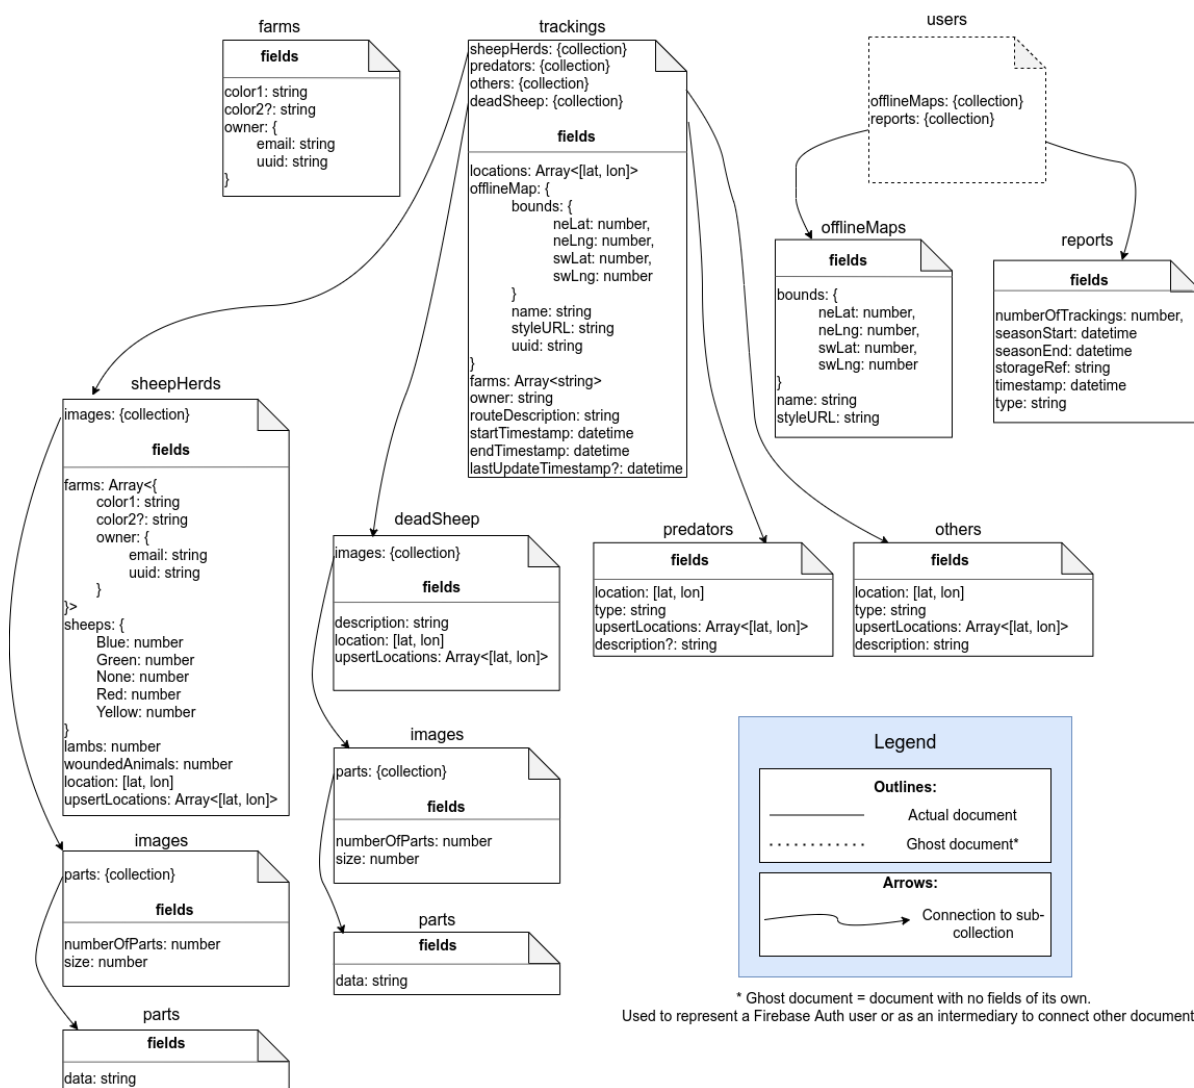 farms
fields
color1: string
color2?: string
owner: {
email: string
uuid: string
}
trackings
sheepHerds: {collection}
predators: {collection}
others: {collection}
deadSheep: {collection}
fields
locations: Array<[lat, lon]>
offlineMap: {
bounds: {
neLat: number,
neLng: number,
swLat: number,
swLng: number
}
name: string
styleURL: string
uuid: string
}
farms: Array<string>
owner: string
routeDescription: string
startTimestamp: datetime
endTimestamp: datetime
lastUpdateTimestamp?: datetime
users
offlineMaps: {collection}
reports: {collection}
offlineMaps
fields
bounds: {
neLat: number,
neLng: number,
swLat: number,
swLng: number
}
name: string
styleURL: string
reports
fields
numberOfTrackings: number,
seasonStart: datetime
seasonEnd: datetime
storageRef: string
timestamp: datetime
type: string
sheepHerds
images: {collection}
fields
farms: Array<{
color1: string
color2?: string
owner: {
email: string
uuid: string
}
}>
sheeps: {
Blue: number
Green: number
None: number
Red: number
Yellow: number
}
lambs: number
woundedAnimals: number
location: [lat, lon]
upsertLocations: Array<[lat, lon]>
images
parts: {collection}
fields
numberOfParts: number
size: number
parts
fields
data: string
deadSheep
images: {collection}
fields
description: string
location: [lat, lon]
upsertLocations: Array<[lat, lon]>
images
parts: {collection}
fields
numberOfParts: number
size: number
parts
fields
data: string
predators
fields
location: [lat, lon]
type: string
upsertLocations: Array<[lat, lon]>
description?: string
others
fields
location: [lat, lon]
type: string
upsertLocations: Array<[lat, lon]>
description: string
Legend
Outlines:
Actual document
Ghost document*
Arrows:
Connection to sub-
collection
* Ghost document = document with no fields of its own.
Used to represent a Firebase Auth user or as an intermediary to connect other document